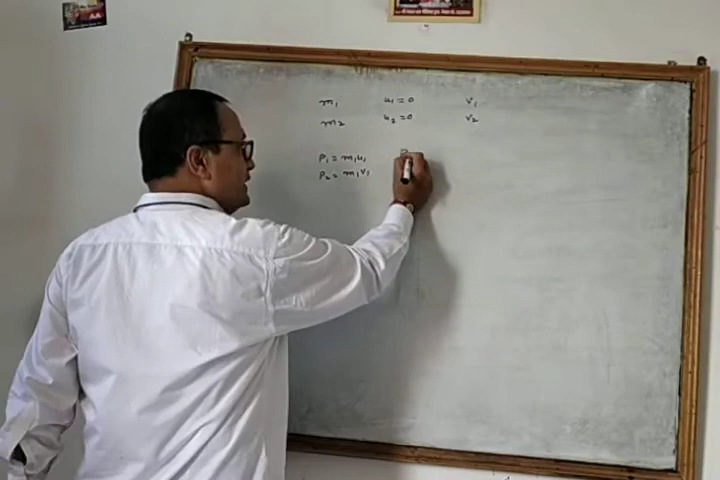 m₁ u₁ = 0 v₁
m₂ u₂ = 0 v₂
P₁ = m₁u₁ P
P₂ = m₁v₁